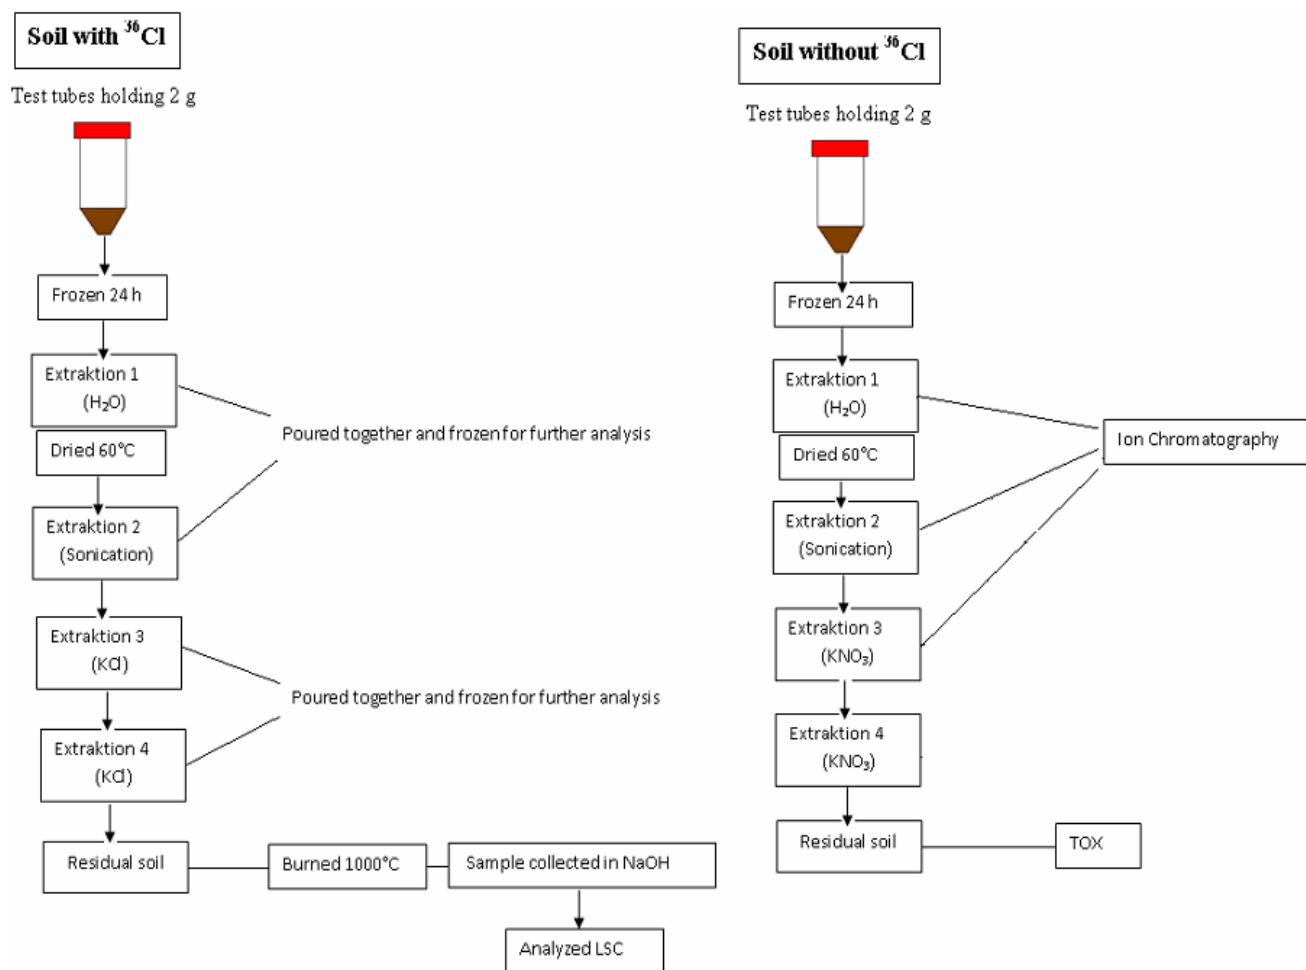 Soil with ³⁶Cl
Test tubes holding 2 g
Frozen 24 h
Extraktion 1
(H₂O)
Dried 60°C
Extraktion 2
(Sonication)
Poured together and frozen for further analysis
Extraktion 3
(KCl)
Extraktion 4
(KCl)
Poured together and frozen for further analysis
Residual soil
Burned 1000°C
Sample collected in NaOH
Analyzed LSC
Soil without ³⁶Cl
Test tubes holding 2 g
Frozen 24 h
Extraktion 1
(H₂O)
Dried 60°C
Extraktion 2
(Sonication)
Extraktion 3
(KNO₃)
Ion Chromatography
Extraktion 4
(KNO₃)
Residual soil
TOX